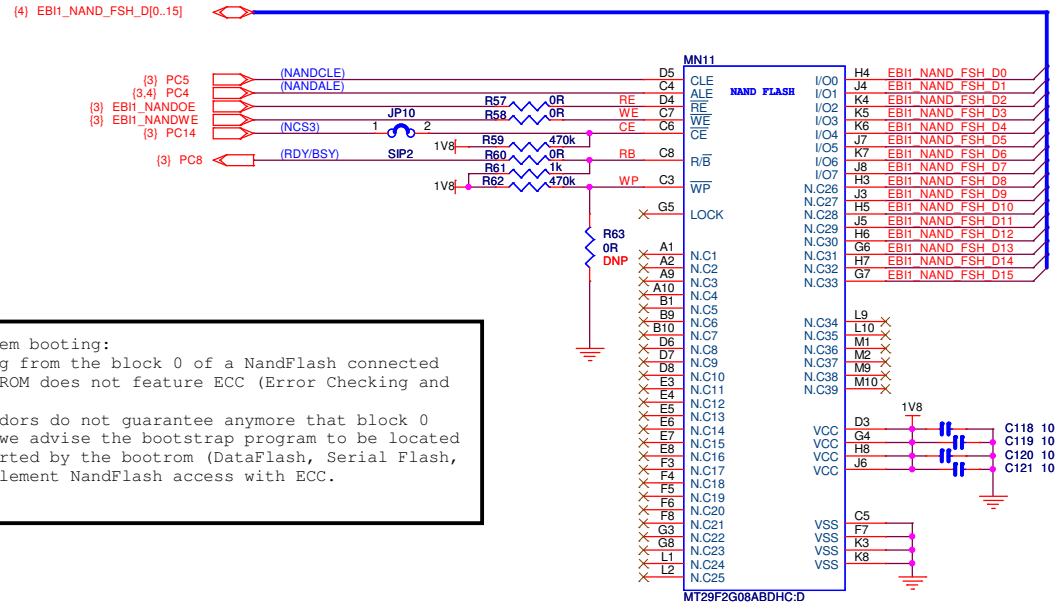 {4} EBI1_NAND_FSH_D[0..15]
MN11
NAND FLASH
{3} PC5 (NANDCLE) D5 CLE
{3,4} PC4 (NANDALE) C4 ALE
{3} EBI1_NANDOE R57 0R RE D4 RE
{3} EBI1_NANDWE R58 0R WE C7 WE
{3} PC14 (NCS3) 1 JP10 2 SIP2 CE C6 CE
1V8 R59 470k
{3} PC8 (RDY/BSY) R60 0R RB C8 R/B
R61 1k
1V8 R62 470k WP C3 WP
G5 LOCK
R63
0R
DNP
A1 N.C1
A2 N.C2
A9 N.C3
A10 N.C4
B1 N.C5
B9 N.C6
B10 N.C7
D6 N.C8
D7 N.C9
D8 N.C10
E3 N.C11
E4 N.C12
E5 N.C13
E6 N.C14
E7 N.C15
E8 N.C16
F3 N.C17
F4 N.C18
F5 N.C19
F6 N.C20
F8 N.C21
G3 N.C22
G8 N.C23
L1 N.C24
L2 N.C25
I/O0 H4 EBI1_NAND_FSH_D0
I/O1 J4 EBI1_NAND_FSH_D1
I/O2 K4 EBI1_NAND_FSH_D2
I/O3 K5 EBI1_NAND_FSH_D3
I/O4 K6 EBI1_NAND_FSH_D4
I/O5 J7 EBI1_NAND_FSH_D5
I/O6 K7 EBI1_NAND_FSH_D6
I/O7 J8 EBI1_NAND_FSH_D7
N.C26 H3 EBI1_NAND_FSH_D8
N.C27 J3 EBI1_NAND_FSH_D9
N.C28 H5 EBI1_NAND_FSH_D10
N.C29 J5 EBI1_NAND_FSH_D11
N.C30 H6 EBI1_NAND_FSH_D12
N.C31 G6 EBI1_NAND_FSH_D13
N.C32 H7 EBI1_NAND_FSH_D14
N.C33 G7 EBI1_NAND_FSH_D15
N.C34 L9
N.C35 L10
N.C36 M1
N.C37 M2
N.C38 M9
N.C39 M10
1V8
VCC D3 C118 10
VCC G4 C119 10
VCC H8 C120 10
VCC J6 C121 10
VSS C5
VSS F7
VSS K3
VSS K8
MT29F2G08ABDHC:D
em booting:
g from the block 0 of a NandFlash connected
ROM does not feature ECC (Error Checking and
dors do not guarantee anymore that block 0
we advise the bootstrap program to be located
rted by the bootrom (DataFlash, Serial Flash,
lement NandFlash access with ECC.